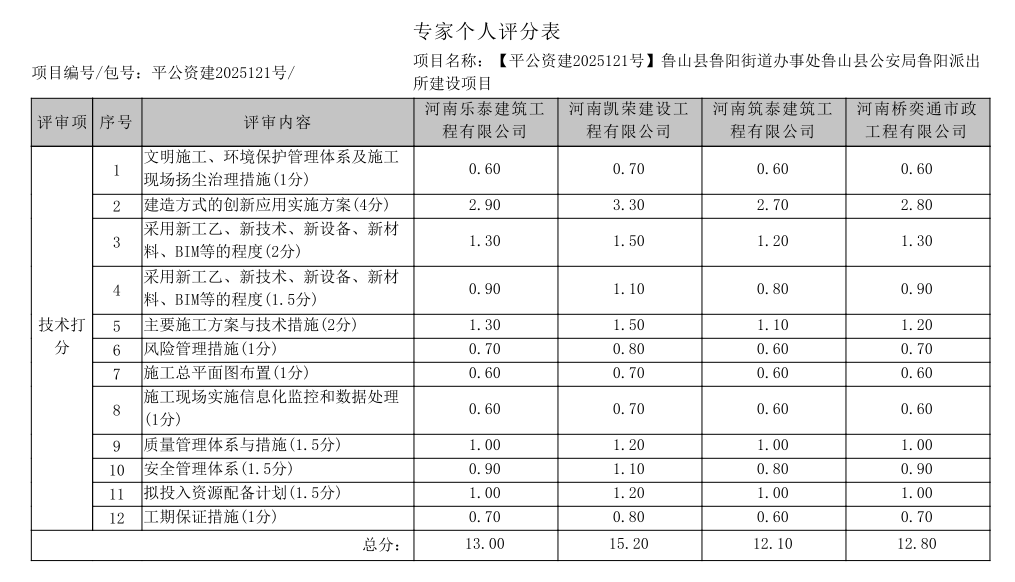 专家个人评分表
项目编号/包号: 平公资建2025121号/
项目名称: 【平公资建2025121号】鲁山县鲁阳街道办事处鲁山县公安局鲁阳派出
所建设项目
评审项 序号 评审内容 河南乐泰建筑工 河南凯荣建设工 河南筑泰建筑工 河南桥奕通市政
程有限公司 程有限公司 程有限公司 工程有限公司
文明施工、环境保护管理体系及施工
1 现场扬尘治理措施(1分) 0.60 0.70 0.60 0.60
2 建造方式的创新应用实施方案(4分) 2.90 3.30 2.70 2.80
采用新工乙、新技术、新设备、新材
3 料、BIM等的程度(2分) 1.30 1.50 1.20 1.30
采用新工乙、新技术、新设备、新材
4 料、BIM等的程度(1.5分) 0.90 1.10 0.80 0.90
技术打 5 主要施工方案与技术措施(2分) 1.30 1.50 1.10 1.20
分 6 风险管理措施(1分) 0.70 0.80 0.60 0.70
7 施工总平面图布置(1分) 0.60 0.70 0.60 0.60
施工现场实施信息化监控和数据处理
8 (1分) 0.60 0.70 0.60 0.60
9 质量管理体系与措施(1.5分) 1.00 1.20 1.00 1.00
10 安全管理体系(1.5分) 0.90 1.10 0.80 0.90
11 拟投入资源配备计划(1.5分) 1.00 1.20 1.00 1.00
12 工期保证措施(1分) 0.70 0.80 0.60 0.70
总分: 13.00 15.20 12.10 12.80